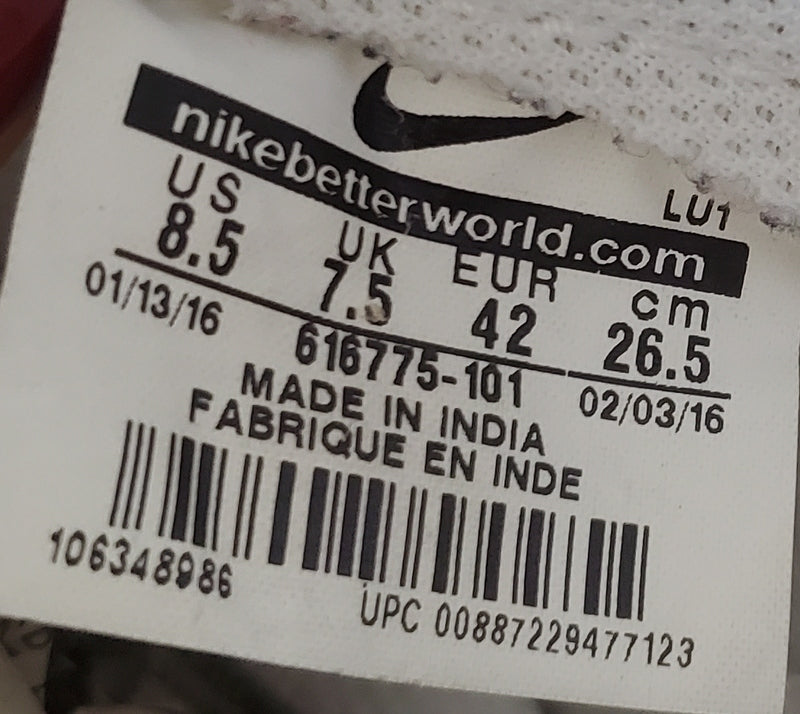 nikebetterworld.com
LU1
US UK EUR cm
8.5 7.5 42 26.5
01/13/16 616775-101 02/03/16
MADE IN INDIA
FABRIQUE EN INDE
106348986
UPC 00887229477123